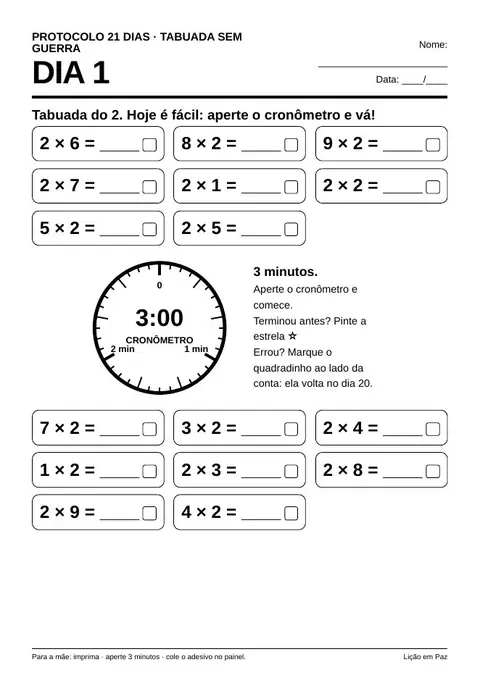 PROTOCOLO 21 DIAS · TABUADA SEM
GUERRA
DIA 1
Nome:
Data: ____/____
Tabuada do 2. Hoje é fácil: aperte o cronômetro e vá!
2 × 6 = ____
8 × 2 = ____
9 × 2 = ____
2 × 7 = ____
2 × 1 = ____
2 × 2 = ____
5 × 2 = ____
2 × 5 = ____
0
3:00
CRONÔMETRO
2 min
1 min
3 minutos.
Aperte o cronômetro e
comece.
Terminou antes? Pinte a
estrela ☆
Errou? Marque o
quadradinho ao lado da
conta: ela volta no dia 20.
7 × 2 = ____
3 × 2 = ____
2 × 4 = ____
1 × 2 = ____
2 × 3 = ____
2 × 8 = ____
2 × 9 = ____
4 × 2 = ____
Para a mãe: imprima · aperte 3 minutos · cole o adesivo no painel.
Lição em Paz